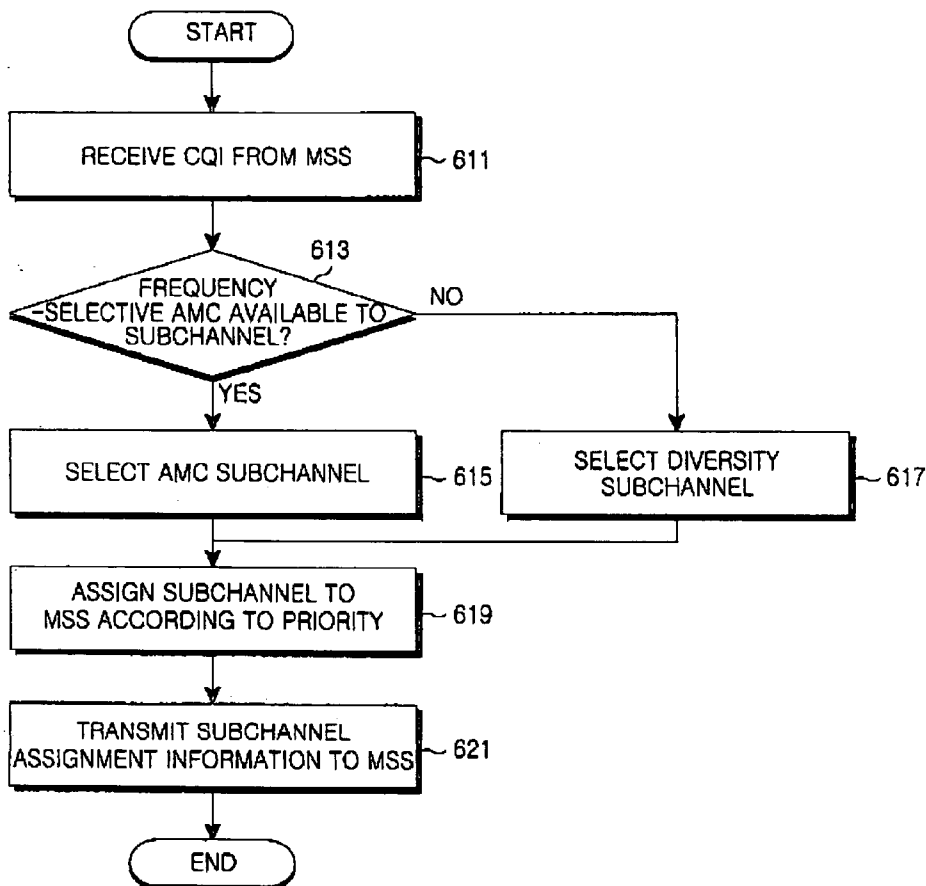 START
RECEIVE CQI FROM MSS
611
613
FREQUENCY
-SELECTIVE AMC AVAILABLE TO
SUBCHANNEL?
NO
YES
SELECT AMC SUBCHANNEL
615
SELECT DIVERSITY
SUBCHANNEL
617
ASSIGN SUBCHANNEL TO
MSS ACCORDING TO PRIORITY
619
TRANSMIT SUBCHANNEL
ASSIGNMENT INFORMATION TO MSS
621
END